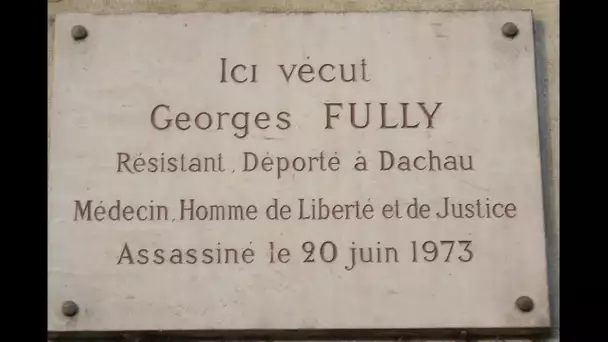 Ici vécut
Georges FULLY
Résistant, Déporté à Dachau
Médecin, Homme de Liberté et de Justice
Assassiné le 20 juin 1973